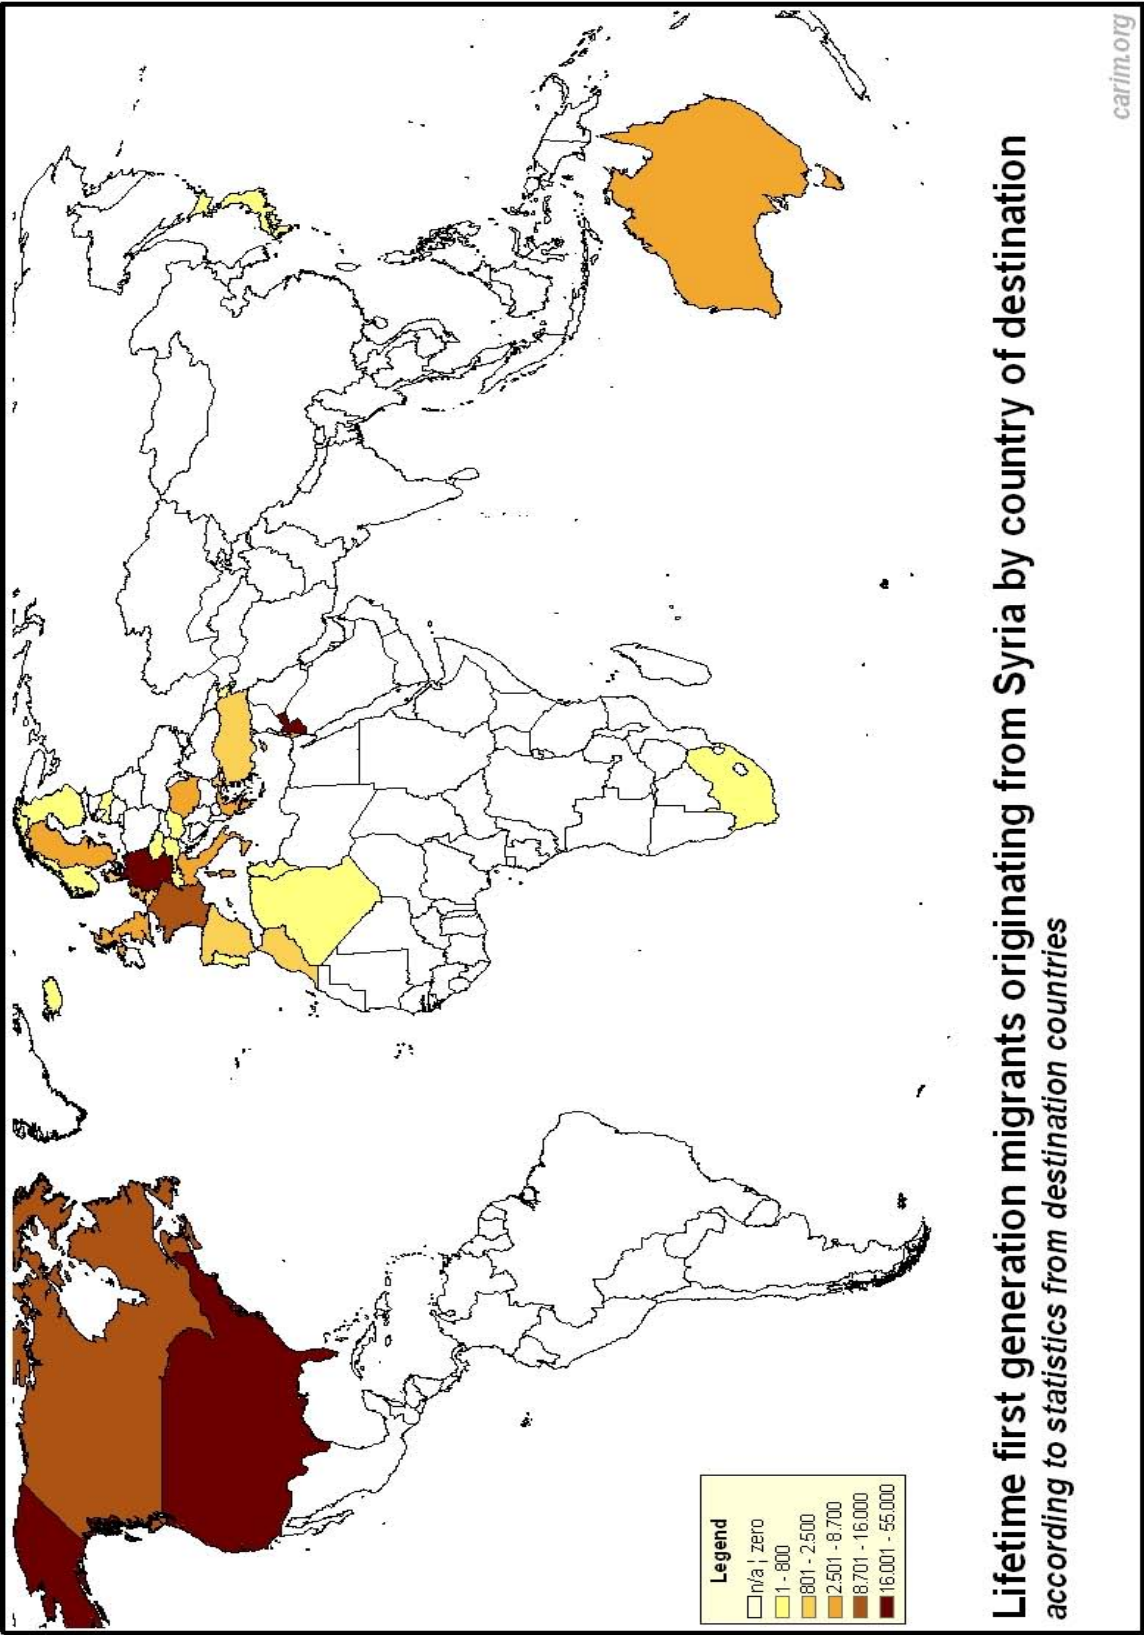 Legend
n/a ¦ zero
1 - 800
801 - 2.500
2.501 - 8.700
8.701 - 16.000
16.001 - 55.000
Lifetime first generation migrants originating from Syria by country of destination
according to statistics from destination countries
carim.org